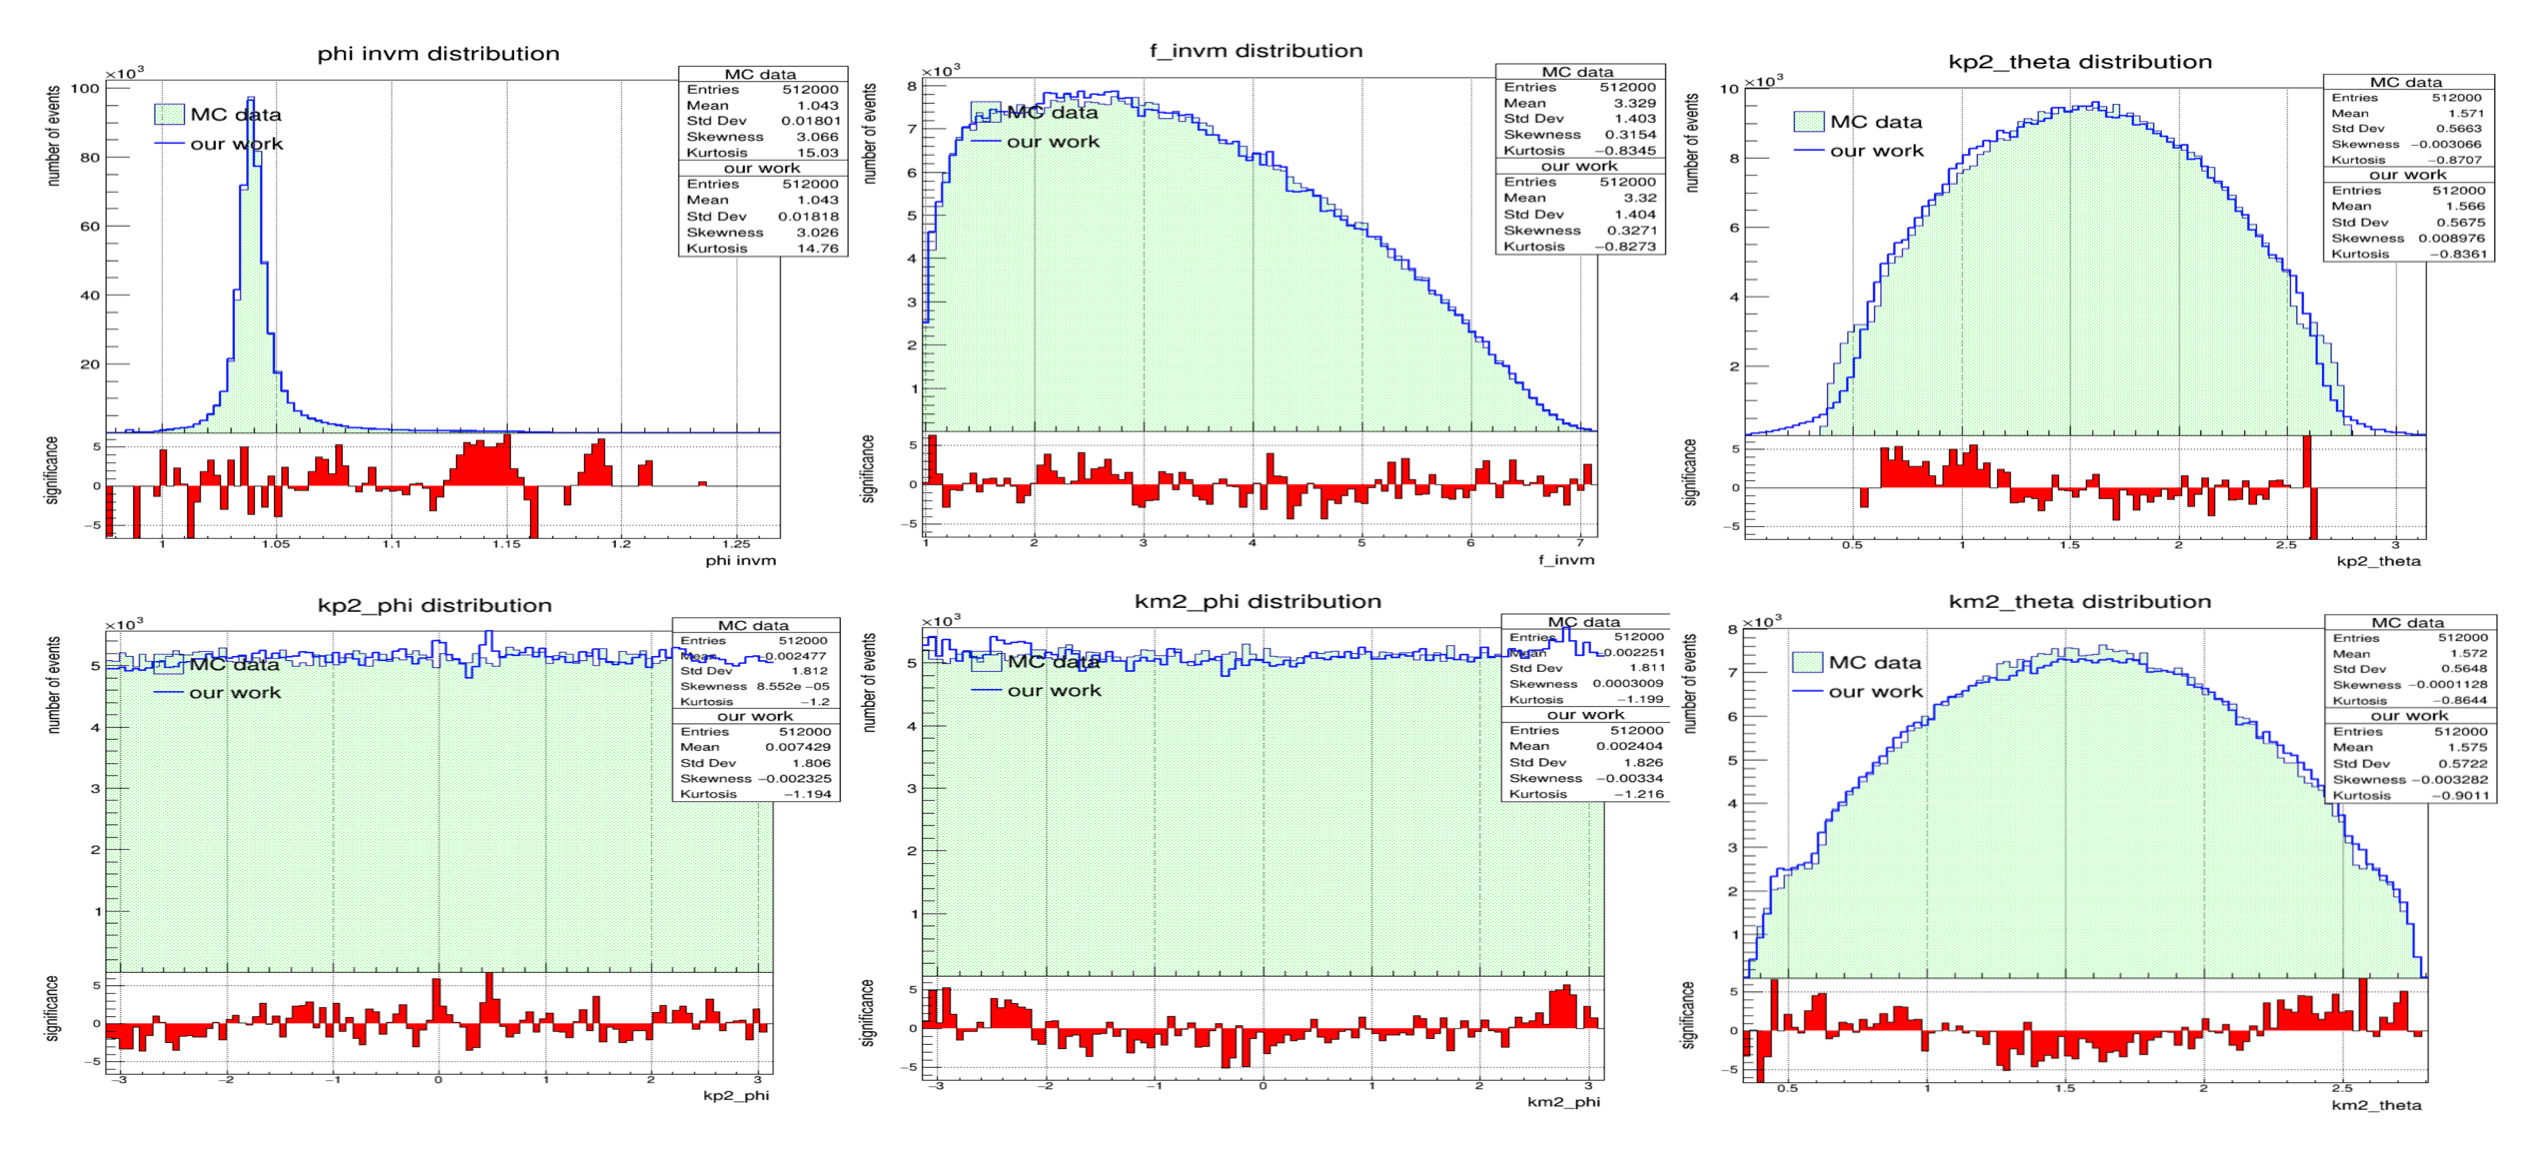 phi invm distribution
×10³
number of events
100
80
60
40
20
MC data
our work
MC data
Entries 512000
Mean 1.043
Std Dev 0.01801
Skewness 3.066
Kurtosis 15.03
our work
Entries 512000
Mean 1.043
Std Dev 0.01818
Skewness 3.026
Kurtosis 14.76
significance
5
0
−5
1 1.05 1.1 1.15 1.2 1.25
phi invm
f_invm distribution
×10³
number of events
8
7
6
5
4
3
2
1
MC data
our work
MC data
Entries 512000
Mean 3.329
Std Dev 1.403
Skewness 0.3154
Kurtosis −0.8345
our work
Entries 512000
Mean 3.32
Std Dev 1.404
Skewness 0.3271
Kurtosis −0.8273
significance
5
0
−5
1 2 3 4 5 6 7
f_invm
kp2_theta distribution
×10³
number of events
10
8
6
4
2
MC data
our work
MC data
Entries 512000
Mean 1.571
Std Dev 0.5663
Skewness −0.003066
Kurtosis −0.8707
our work
Entries 512000
Mean 1.566
Std Dev 0.5675
Skewness 0.008976
Kurtosis −0.8361
significance
5
0
−5
0.5 1 1.5 2 2.5 3
kp2_theta
kp2_phi distribution
×10³
number of events
5
4
3
2
1
MC data
our work
MC data
Entries 512000
Mean −0.002477
Std Dev 1.812
Skewness 8.552e −05
Kurtosis −1.2
our work
Entries 512000
Mean 0.007429
Std Dev 1.806
Skewness −0.002325
Kurtosis −1.194
significance
5
0
−5
−3 −2 −1 0 1 2 3
kp2_phi
km2_phi distribution
×10³
number of events
5
4
3
2
1
MC data
our work
MC data
Entries 512000
Mean 0.002251
Std Dev 1.811
Skewness 0.0003009
Kurtosis −1.199
our work
Entries 512000
Mean 0.002404
Std Dev 1.826
Skewness −0.00334
Kurtosis −1.216
significance
5
0
−5
−3 −2 −1 0 1 2 3
km2_phi
km2_theta distribution
×10³
number of events
8
7
6
5
4
3
2
1
MC data
our work
MC data
Entries 512000
Mean 1.572
Std Dev 0.5648
Skewness −0.0001128
Kurtosis −0.8644
our work
Entries 512000
Mean 1.575
Std Dev 0.5722
Skewness −0.003282
Kurtosis −0.9011
significance
5
0
−5
0.5 1 1.5 2 2.5
km2_theta